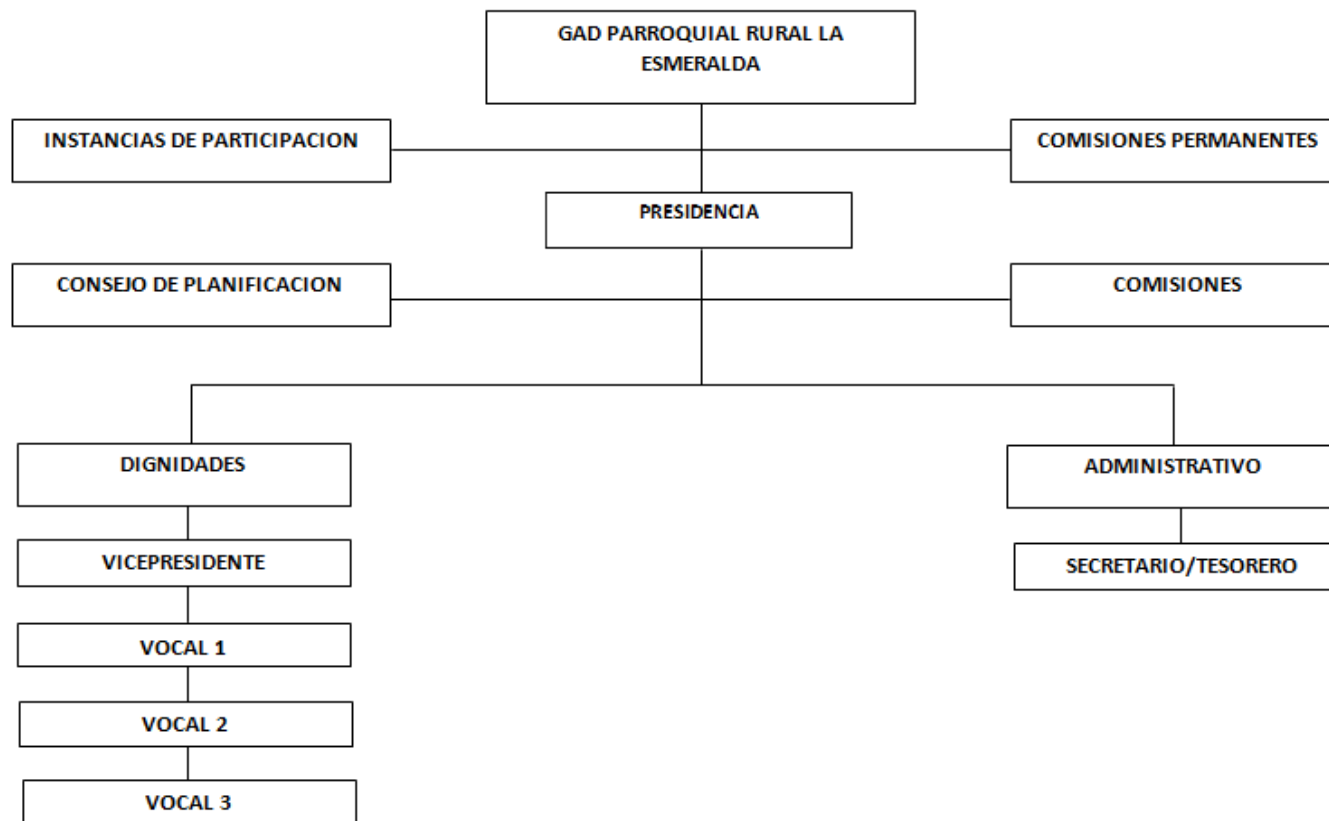 GAD PARROQUIAL RURAL LA
ESMERALDA
INSTANCIAS DE PARTICIPACION
COMISIONES PERMANENTES
PRESIDENCIA
CONSEJO DE PLANIFICACION
COMISIONES
DIGNIDADES
ADMINISTRATIVO
VICEPRESIDENTE
SECRETARIO/TESORERO
VOCAL 1
VOCAL 2
VOCAL 3